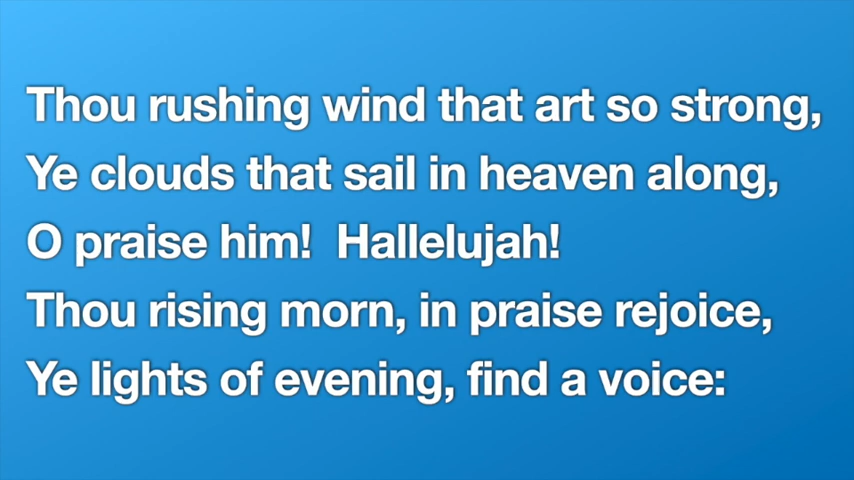 Thou rushing wind that art so strong,
Ye clouds that sail in heaven along,
O praise him!  Hallelujah!
Thou rising morn, in praise rejoice,
Ye lights of evening, find a voice: